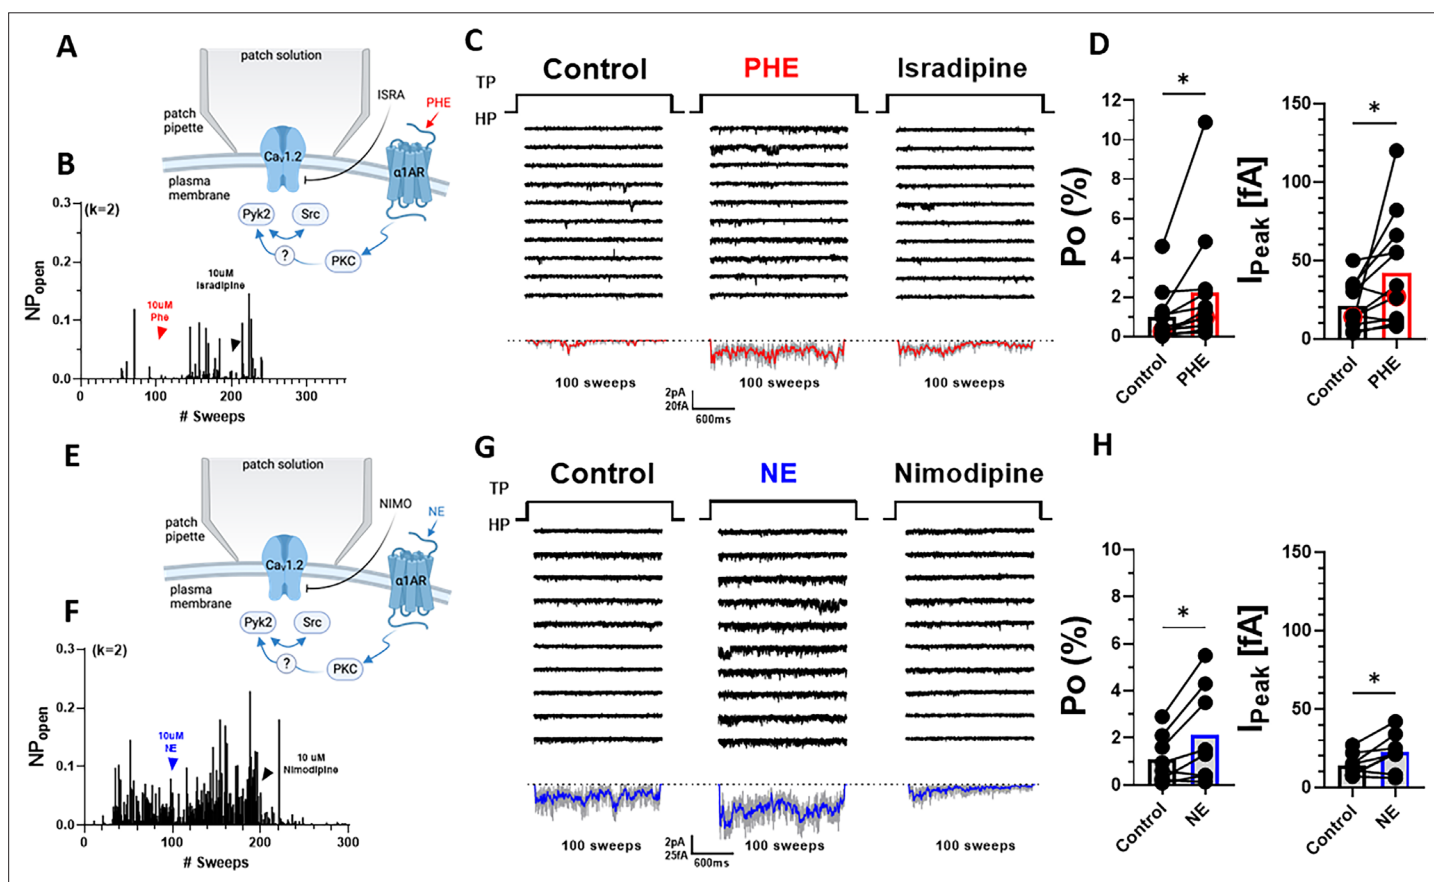 A
patch solution
patch
pipette
ISRA
PHE
Cav1.2
α1AR
plasma
membrane
Pyk2
Src
?
PKC
B
(k=2)
NPopen
0.3
0.2
0.1
0.0
10uM
Phe
10uM
Isradipine
0
100
200
300
# Sweeps
C
Control
PHE
Isradipine
TP
HP
100 sweeps
100 sweeps
100 sweeps
2pA
20fA
600ms
D
*
Po (%)
12
10
8
6
4
2
0
Control
PHE
*
IPeak [fA]
150
100
50
0
Control
PHE
E
patch solution
patch
pipette
NIMO
NE
Cav1.2
α1AR
plasma
membrane
Pyk2
Src
?
PKC
F
(k=2)
NPopen
0.3
0.2
0.1
0.0
10uM
NE
10 uM
Nimodipine
0
100
200
300
# Sweeps
G
Control
NE
Nimodipine
TP
HP
100 sweeps
100 sweeps
100 sweeps
2pA
25fA
600ms
H
*
Po (%)
10
8
6
4
2
0
Control
NE
*
IPeak [fA]
150
100
50
0
Control
NE